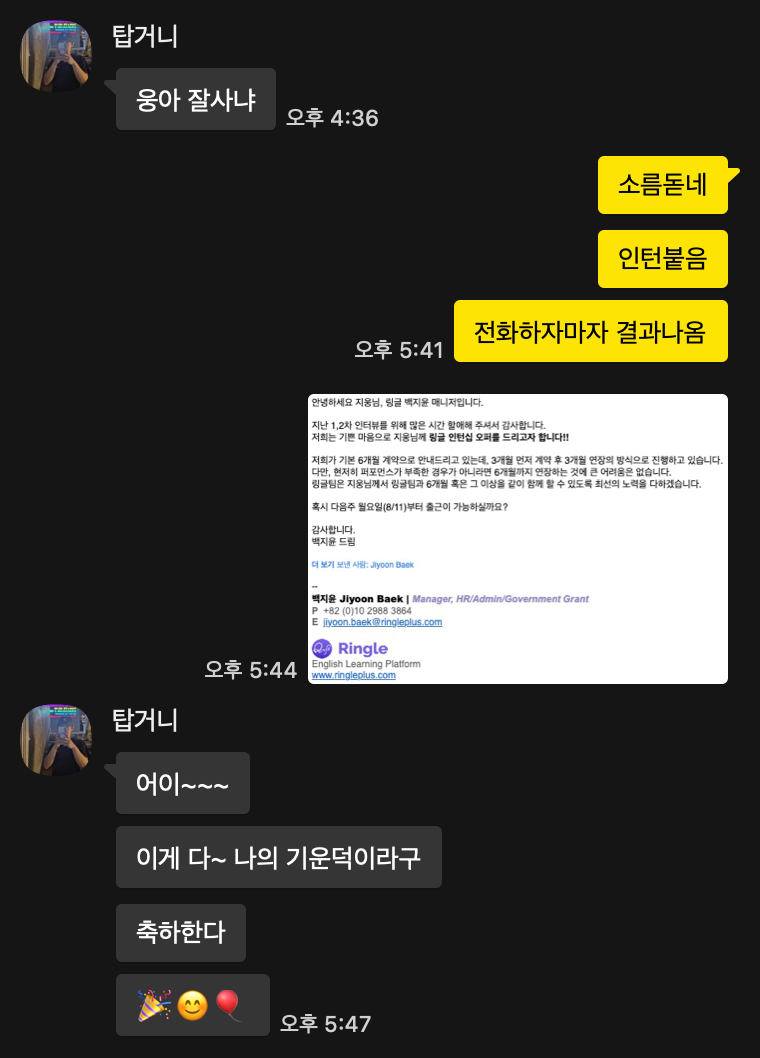 탑거니
웅아 잘사냐
오후 4:36
소름돋네
인턴붙음
전화하자마자 결과나옴
오후 5:41
안녕하세요 지웅님, 링글 백지윤 매니저입니다.
지난 1,2차 인터뷰를 위해 많은 시간 할애해 주셔서 감사합니다.
저희는 기쁜 마음으로 지웅님께 링글 인턴십 오퍼를 드리고자 합니다!!
저희가 기본 6개월 계약으로 안내드리고 있는데, 3개월 먼저 계약 후 3개월 연장의 방식으로 진행하고 있습니다.
다만, 현저히 퍼포먼스가 부족한 경우가 아니라면 6개월까지 연장하는 것에 큰 어려움은 없습니다.
링글팀은 지웅님께서 링글팀과 6개월 혹은 그 이상을 같이 함께 할 수 있도록 최선의 노력을 다하겠습니다.
혹시 다음주 월요일(8/11)부터 출근이 가능하실까요?
감사합니다.
백지윤 드림
더 보기 보낸 사람: Jiyoon Baek
--
백지윤 Jiyoon Baek | Manager, HR/Admin/Government Grant
P +82 (0)10 2988 3864
E jiyoon.baek@ringleplus.com
Ringle
English Learning Platform
www.ringleplus.com
오후 5:44
탑거니
어이~~~
이게 다~ 나의 기운덕이라구
축하한다
🎉😊🎈
오후 5:47